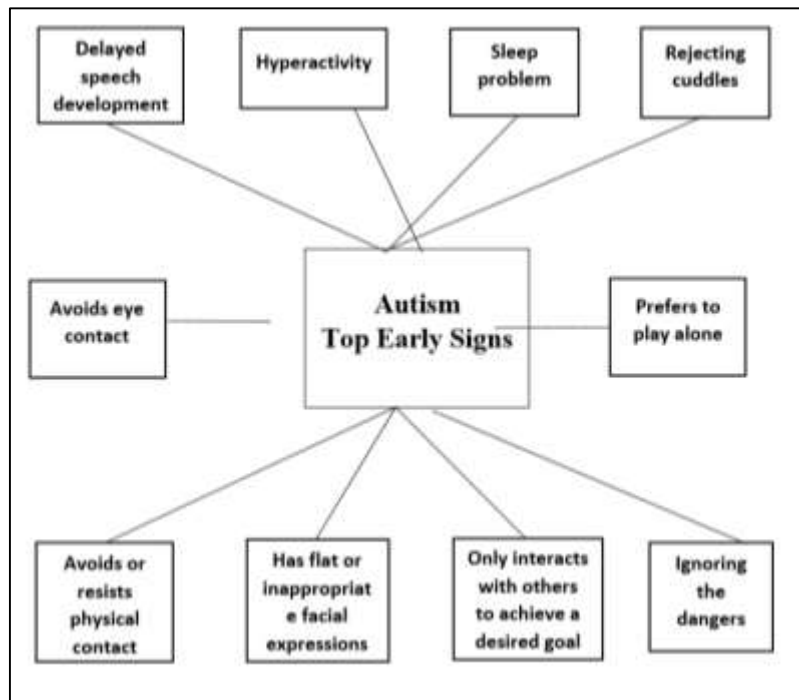 Delayed
speech
development
Hyperactivity
Sleep
problem
Rejecting
cuddles
Avoids eye
contact
Autism
Top Early Signs
Prefers to
play alone
Avoids or
resists
physical
contact
Has flat or
inappropriat
e facial
expressions
Only interacts
with others
to achieve a
desired goal
Ignoring
the
dangers